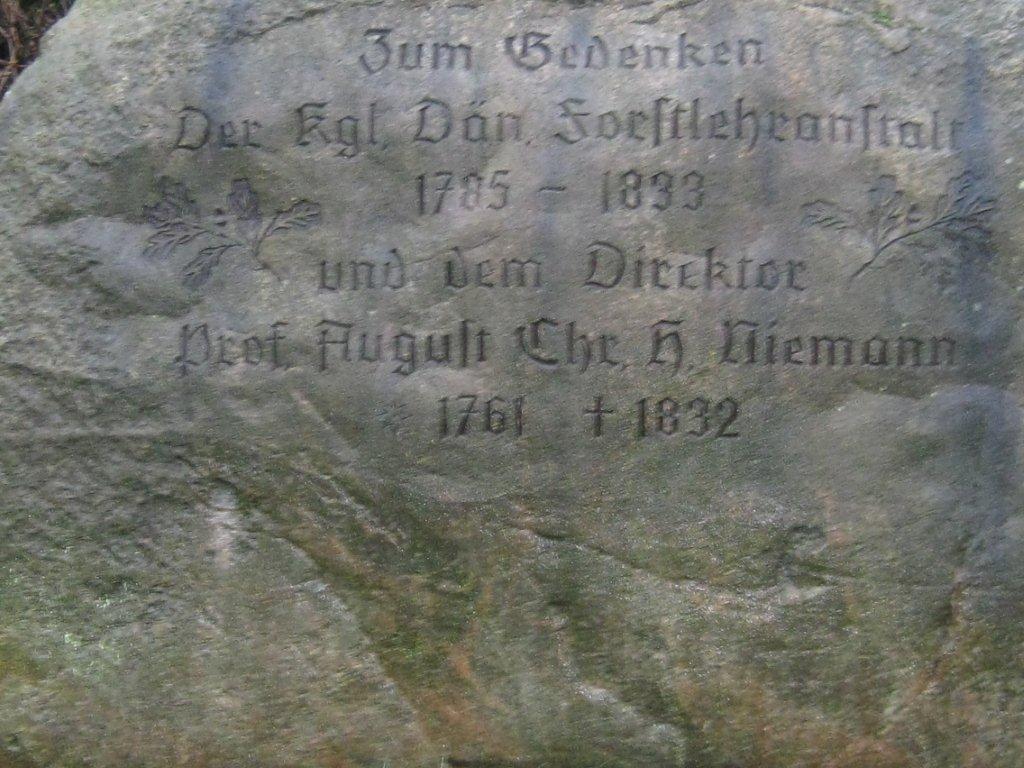 Zum Gedenken
Der Kgl. Dän. Forſtlehranſtalt
1785 - 1833
und dem Direktor
Prof. Auguſt Chr. H. Niemann
* 1761 † 1832